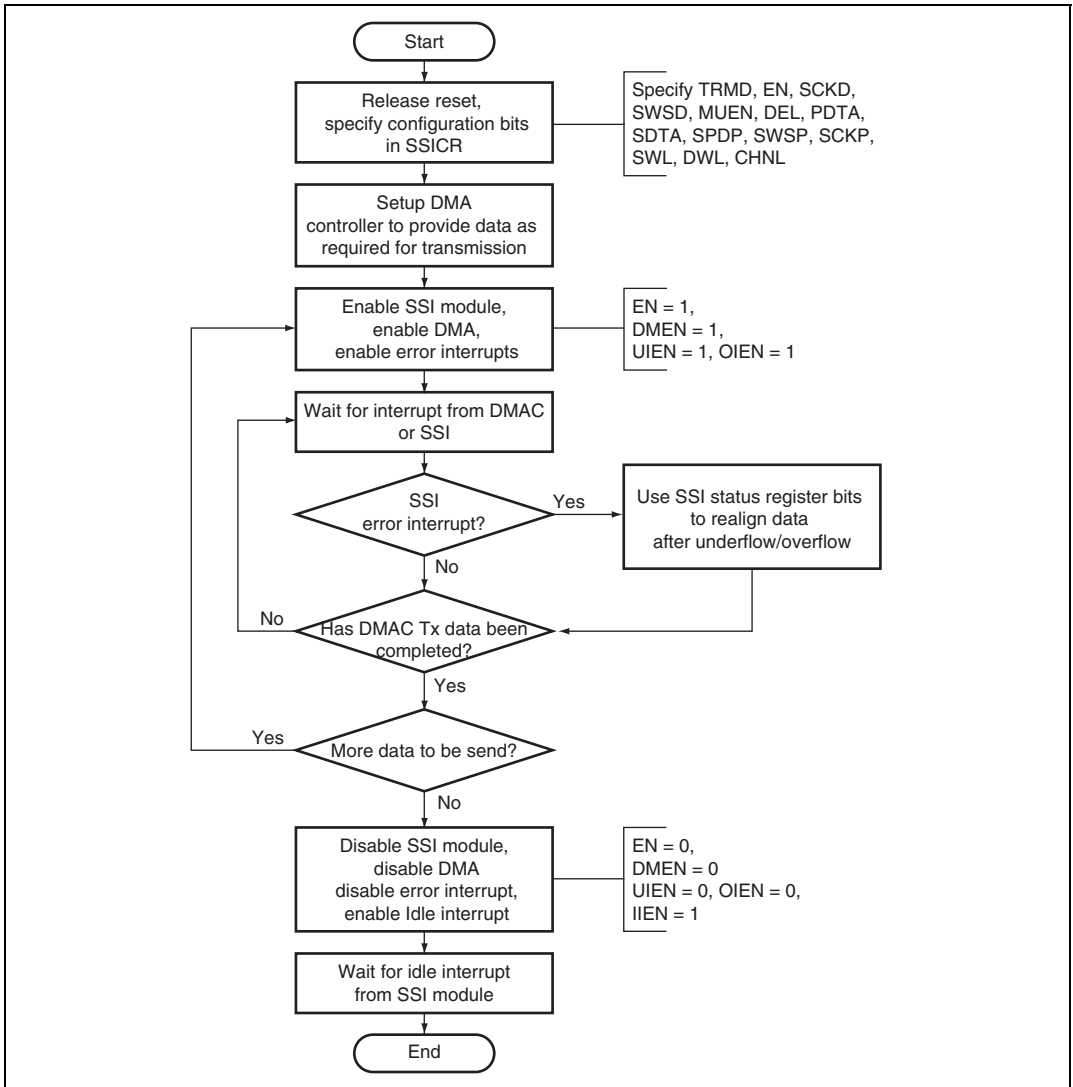 Start
Release reset,
specify configuration bits
in SSICR
Specify TRMD, EN, SCKD,
SWSD, MUEN, DEL, PDTA,
SDTA, SPDP, SWSP, SCKP,
SWL, DWL, CHNL
Setup DMA
controller to provide data as
required for transmission
Enable SSI module,
enable DMA,
enable error interrupts
EN = 1,
DMEN = 1,
UIEN = 1, OIEN = 1
Wait for interrupt from DMAC
or SSI
SSI
error interrupt?
Yes
Use SSI status register bits
to realign data
after underflow/overflow
No
No
Has DMAC Tx data been
completed?
Yes
Yes
More data to be send?
No
Disable SSI module,
disable DMA
disable error interrupt,
enable Idle interrupt
EN = 0,
DMEN = 0
UIEN = 0, OIEN = 0,
IIEN = 1
Wait for idle interrupt
from SSI module
End